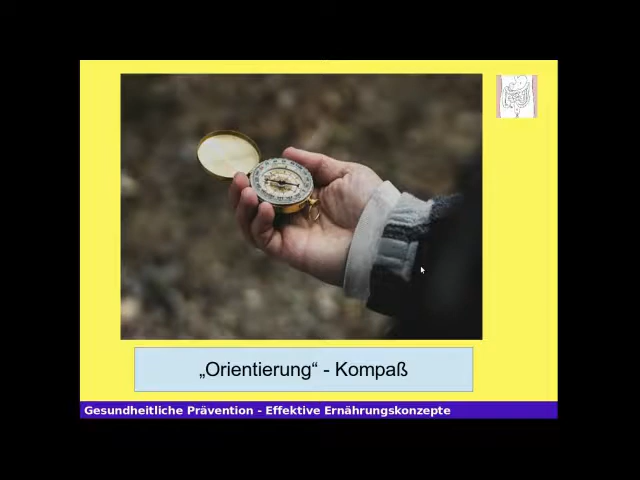 „Orientierung“ - Kompaß
Gesundheitliche Prävention - Effektive Ernährungskonzepte